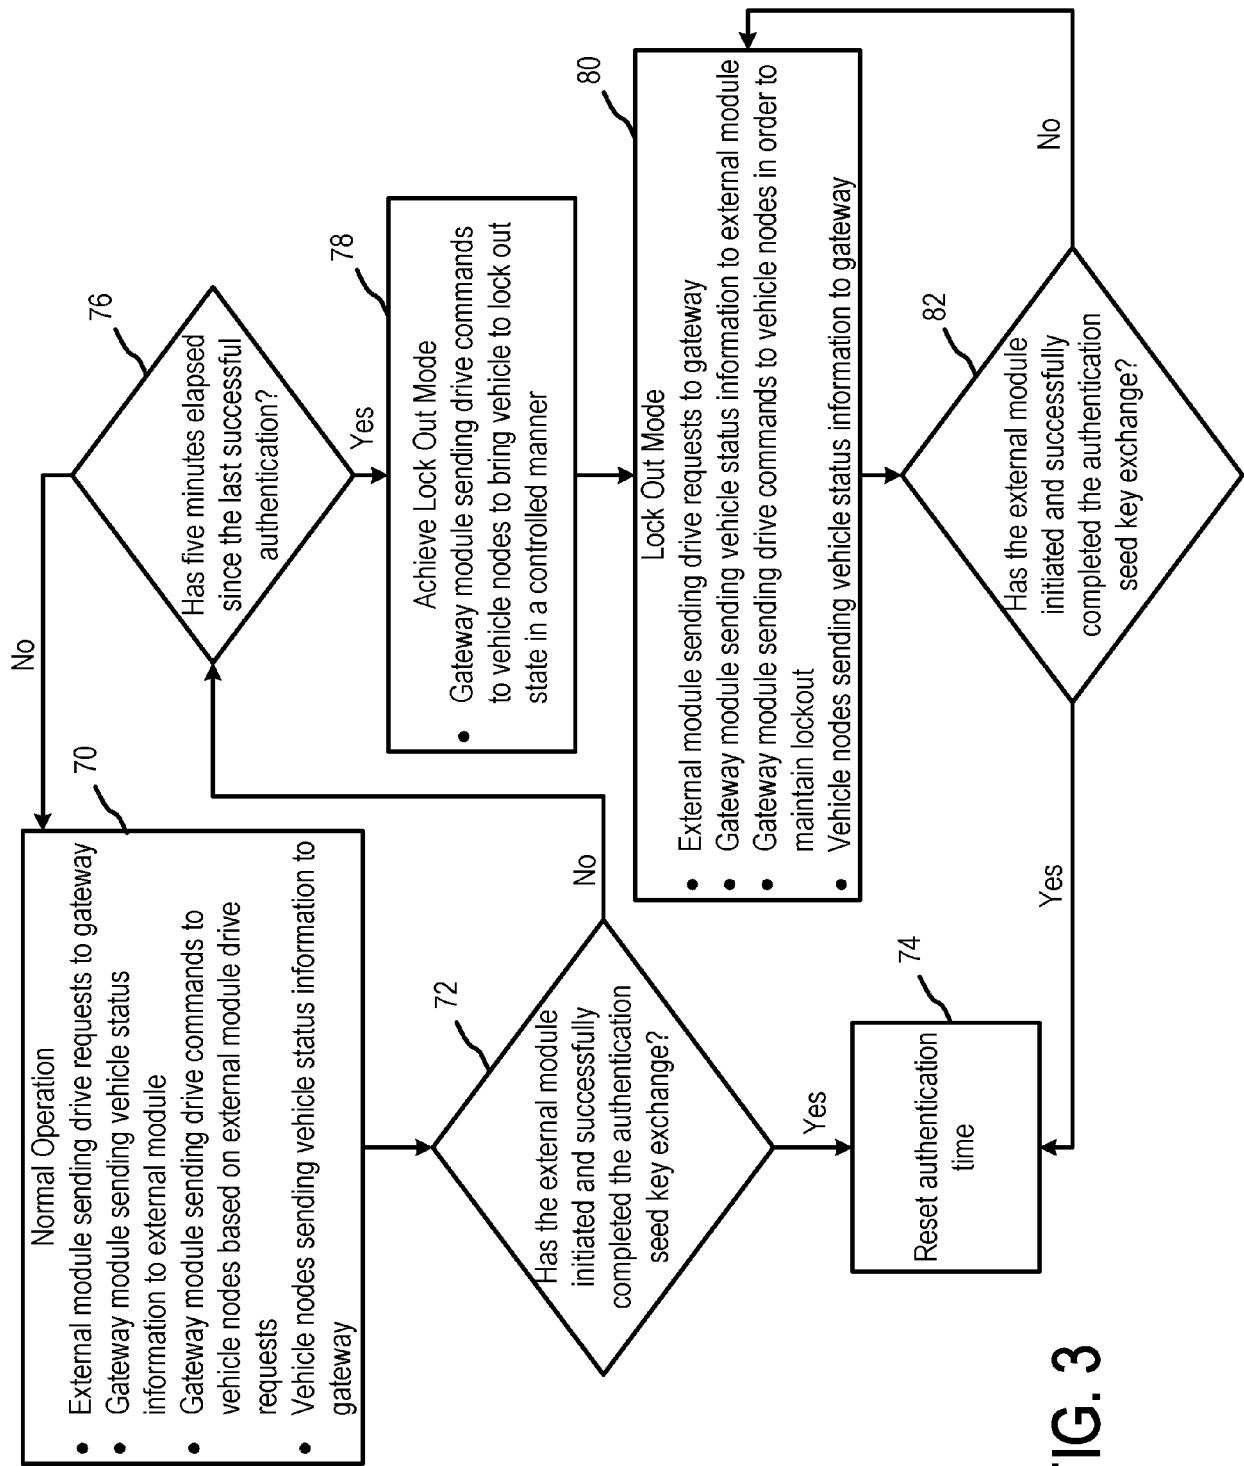 Normal Operation
• External module sending drive requests to gateway
• Gateway module sending vehicle status
information to external module
• Gateway module sending drive commands to
vehicle nodes based on external module drive
requests
• Vehicle nodes sending vehicle status information to
gateway
70
No
Has the external module
initiated and successfully
completed the authentication
seed key exchange?
72
No
Yes
Reset authentication
time
74
Has five minutes elapsed
since the last successful
authentication?
76
Yes
Achieve Lock Out Mode
• Gateway module sending drive commands
to vehicle nodes to bring vehicle to lock out
state in a controlled manner
78
Lock Out Mode
• External module sending drive requests to gateway
• Gateway module sending vehicle status information to external module
• Gateway module sending drive commands to vehicle nodes in order to
maintain lockout
• Vehicle nodes sending vehicle status information to gateway
80
Has the external module
initiated and successfully
completed the authentication
seed key exchange?
82
No
Yes
FIG. 3